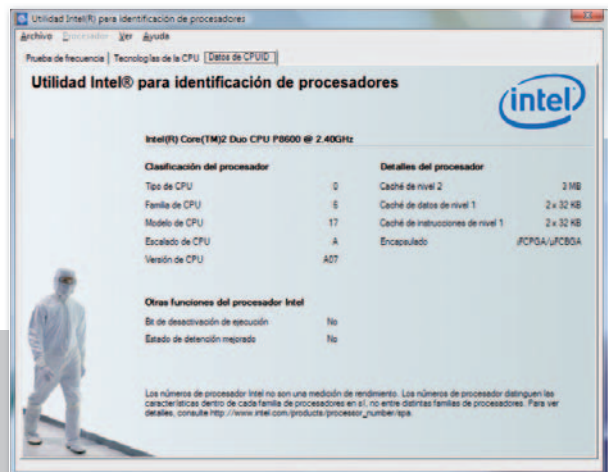 Utilidad Intel(R) para identificación de procesadores
Archivo Procesador Ver Ayuda
Prueba de frecuencia Tecnologías de la CPU Datos de CPUID
Utilidad Intel® para identificación de procesadores
intel
Intel(R) Core(TM)2 Duo CPU P8600 @ 2.40GHz
Clasificación del procesador
Tipo de CPU 0
Familia de CPU 6
Modelo de CPU 17
Escalado de CPU A
Versión de CPU A07
Detalles del procesador
Caché de nivel 2 3 MB
Caché de datos de nivel 1 2 x 32 KB
Caché de instrucciones de nivel 1 2 x 32 KB
Encapsulado µFCPGA/µFCBGA
Otras funciones del procesador Intel
Bit de desactivación de ejecución No
Estado de detención mejorado No
Los números de procesador Intel no son una medición de rendimiento. Los números de procesador distinguen las
características dentro de cada familia de procesadores en sí, no entre distintas familias de procesadores. Para ver
detalles, consulte http://www.intel.com/products/processor_number/spa.